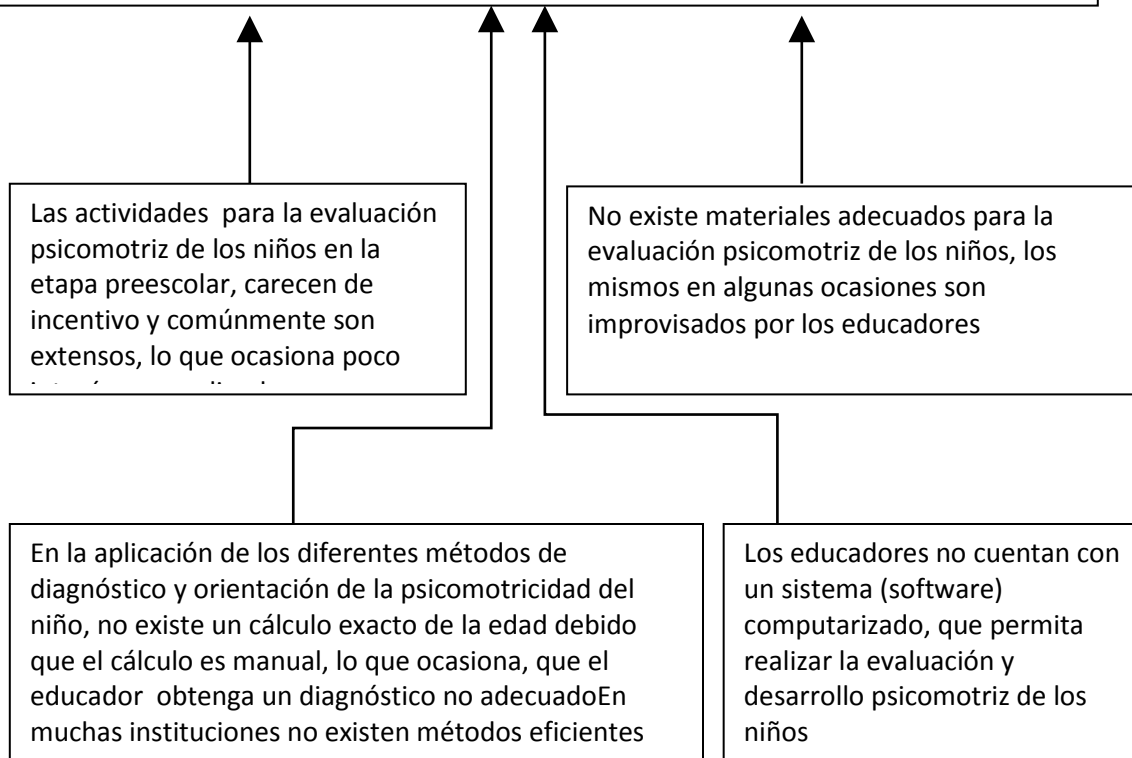 Las actividades  para la evaluación
psicomotriz de los niños en la
etapa preescolar, carecen de
incentivo y comúnmente son
extensos, lo que ocasiona poco
No existe materiales adecuados para la
evaluación psicomotriz de los niños, los
mismos en algunas ocasiones son
improvisados por los educadores
En la aplicación de los diferentes métodos de
diagnóstico y orientación de la psicomotricidad del
niño, no existe un cálculo exacto de la edad debido
que el cálculo es manual, lo que ocasiona, que el
educador  obtenga un diagnóstico no adecuadoEn
muchas instituciones no existen métodos eficientes
Los educadores no cuentan con
un sistema (software)
computarizado, que permita
realizar la evaluación y
desarrollo psicomotriz de los
niños